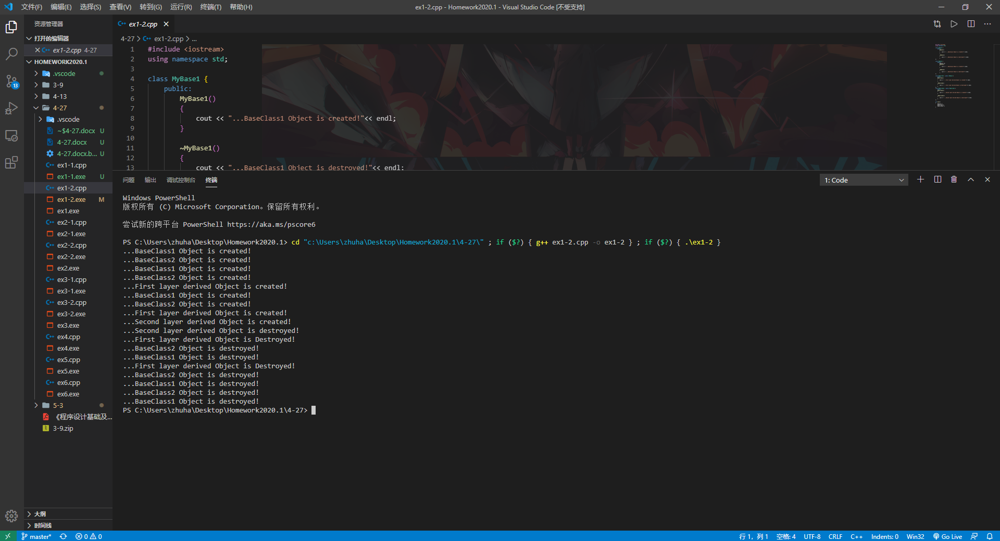 文件(F) 编辑(E) 选择(S) 查看(V) 转到(G) 运行(R) 终端(T) 帮助(H) ex1-2.cpp - Homework2020.1 - Visual Studio Code [不受支持]
资源管理器
打开的编辑器
ex1-2.cpp 4-27
HOMEWORK2020.1
.vscode
3-9
4-13
4-27
.vscode
~$4-27.docx U
4-27.docx U
4-27.docx.b... U
ex1-1.cpp
ex1-1.exe U
ex1-2.cpp
ex1-2.exe M
ex1.exe
ex2-1.cpp
ex2-1.exe
ex2-2.cpp
ex2-2.exe
ex2.exe
ex3-1.cpp
ex3-1.exe
ex3-2.cpp
ex3-2.exe
ex3.exe
ex4.cpp
ex4.exe
ex5.cpp
ex5.exe
ex6.cpp
ex6.exe
5-3
《程序设计基础及...
3-9.zip
大纲
时间线
13
ex1-2.cpp
4-27 > ex1-2.cpp > ...
1 #include <iostream>
2 using namespace std;
3
4 class MyBase1 {
5 public:
6 MyBase1()
7 {
8 cout << "...BaseClass1 Object is created!"<< endl;
9 }
10
11 ~MyBase1()
12 {
13 cout << "...BaseClass1 Object is destroyed!"<< endl;
问题 输出 调试控制台 终端 1: Code
Windows PowerShell
版权所有 (C) Microsoft Corporation。保留所有权利。
尝试新的跨平台 PowerShell https://aka.ms/pscore6
PS C:\Users\zhuha\Desktop\Homework2020.1> cd "c:\Users\zhuha\Desktop\Homework2020.1\4-27\" ; if ($?) { g++ ex1-2.cpp -o ex1-2 } ; if ($?) { .\ex1-2 }
...BaseClass1 Object is created!
...BaseClass2 Object is created!
...BaseClass1 Object is created!
...BaseClass2 Object is created!
...First layer derived Object is created!
...BaseClass1 Object is created!
...BaseClass2 Object is created!
...First layer derived Object is created!
...Second layer derived Object is created!
...Second layer derived Object is destroyed!
...First layer derived Object is Destroyed!
...BaseClass2 Object is destroyed!
...BaseClass1 Object is destroyed!
...First layer derived Object is Destroyed!
...BaseClass2 Object is destroyed!
...BaseClass1 Object is destroyed!
...BaseClass2 Object is destroyed!
...BaseClass1 Object is destroyed!
PS C:\Users\zhuha\Desktop\Homework2020.1\4-27>
master* 0 0 行 1，列 1 空格: 4 UTF-8 CRLF C++ Indents: 0 Win32 Go Live